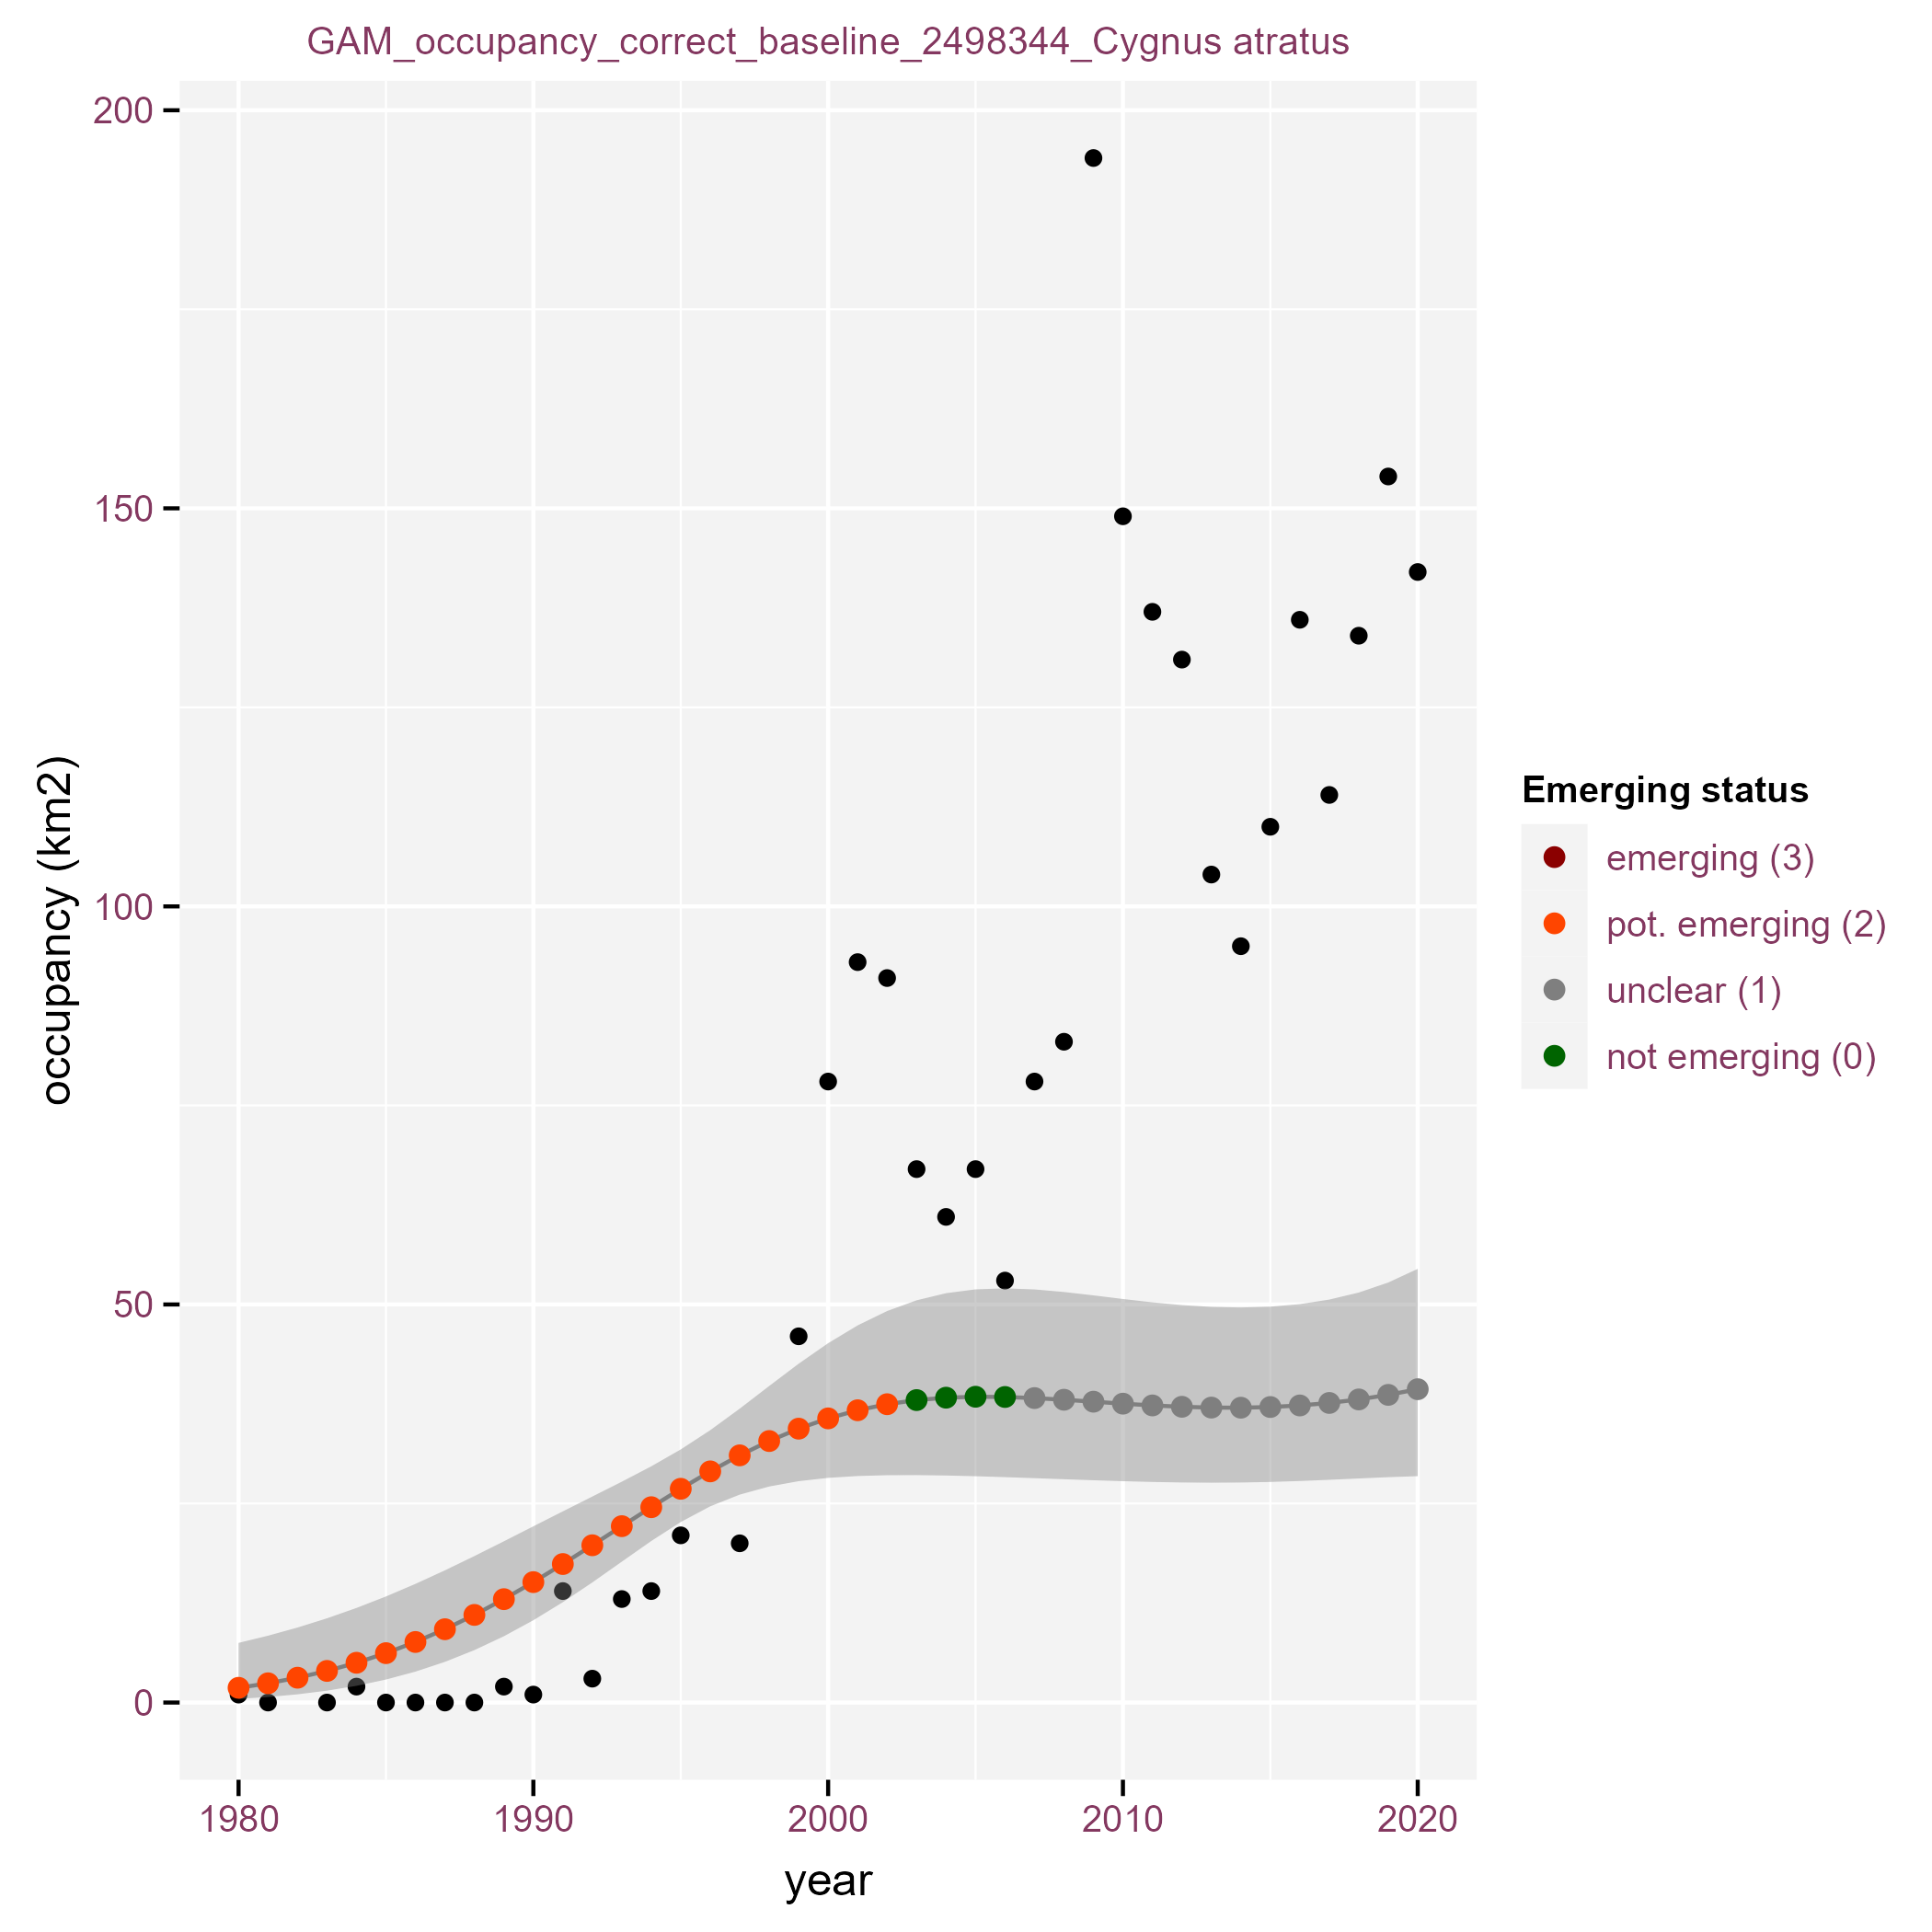 GAM_occupancy_correct_baseline_2498344_Cygnus atratus
200
150
100
50
0
occupancy (km2)
1980 1990 2000 2010 2020
year
Emerging status
emerging (3)
pot. emerging (2)
unclear (1)
not emerging (0)